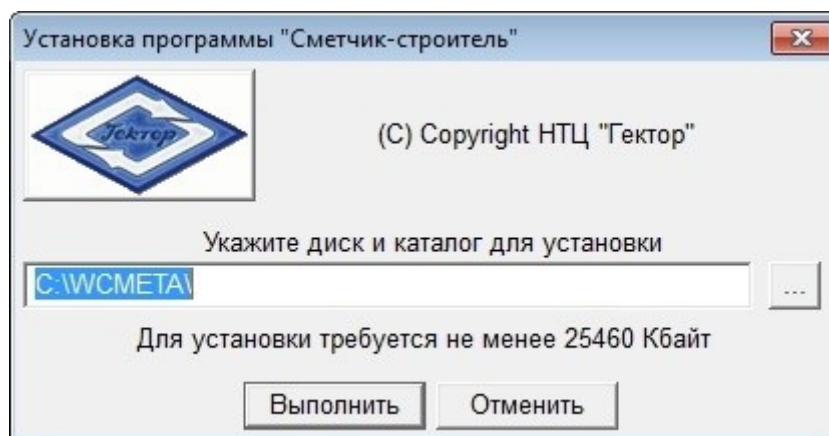 Установка программы "Сметчик-строитель"
Гектор
(C) Copyright НТЦ "Гектор"
Укажите диск и каталог для установки
C:\WCMETA\
...
Для установки требуется не менее 25460 Кбайт
Выполнить
Отменить